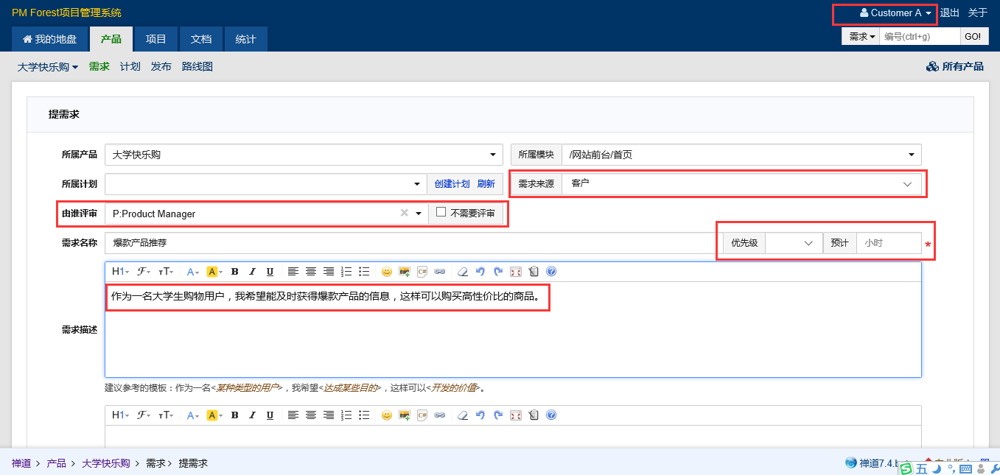 PM Forest项目管理系统
Customer A 退出 关于
我的地盘 产品 项目 文档 统计
需求 编号(ctrl+g) GO!
大学快乐购 需求 计划 发布 路线图 所有产品
提需求
所属产品 大学快乐购 所属模块 /网站前台/首页
所属计划 创建计划 刷新 需求来源 客户
由谁评审 P:Product Manager 不需要评审
需求名称 爆款产品推荐 优先级 预计 小时 *
H1 F TT A A B I U C#
作为一名大学生购物用户，我希望能及时获得爆款产品的信息，这样可以购买高性价比的商品。
需求描述
建议参考的模板：作为一名<某种类型的用户>，我希望<达成某些目的>，这样可以<开发的价值>。
H1 F TT A A B I U C#
禅道 > 产品 > 大学快乐购 > 需求 > 提需求
禅道7.4.b
S 五